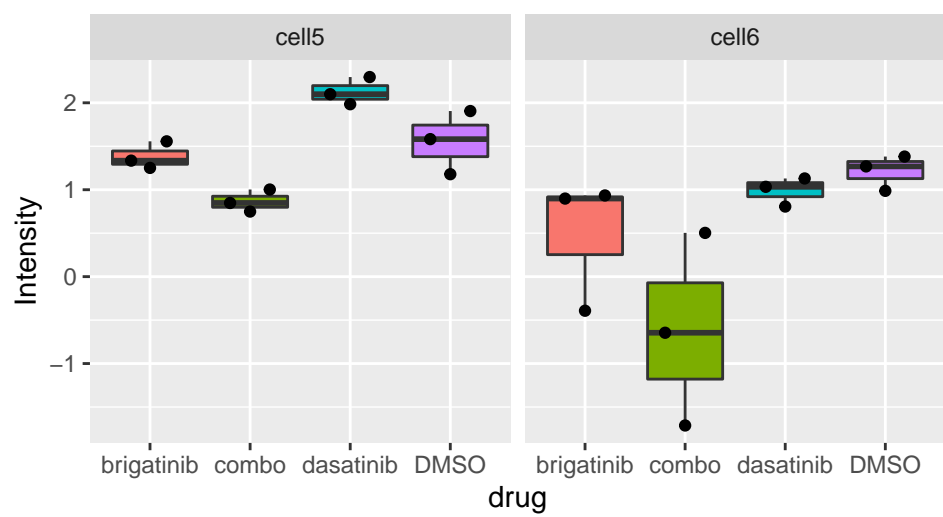 cell5 cell6
Intensity
2
1
0
−1
brigatinib combo dasatinib DMSO brigatinib combo dasatinib DMSO
drug